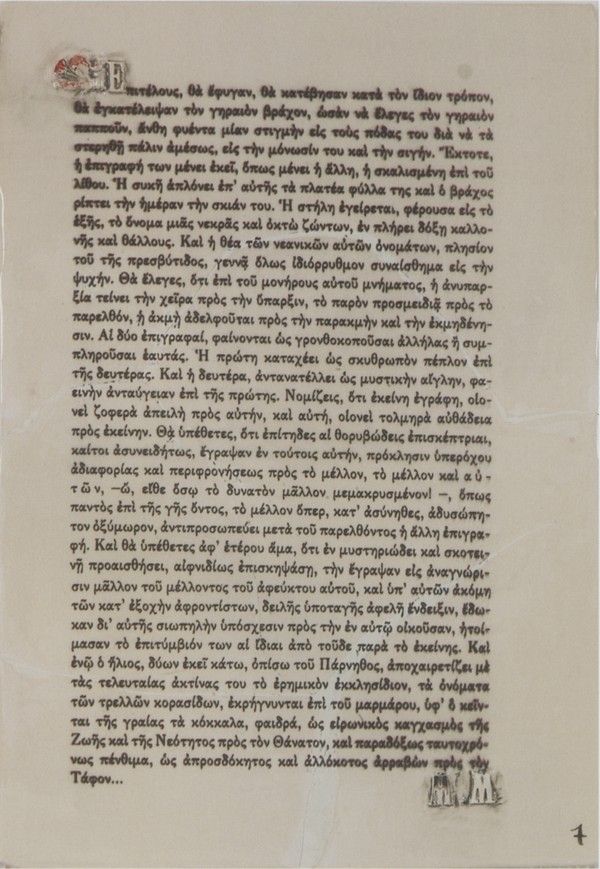 Ἐπιτέλους, θὰ ἔφυγαν, θὰ κατέβησαν κατὰ τὸν ἴδιον τρόπον,
θὰ ἐγκατέλειψαν τὸν γηραιὸν βράχον, ὡσὰν νὰ ἔλεγες τὸν γηραιὸν
παπποῦν, ἄνθη φυέντα μίαν στιγμὴν εἰς τοὺς πόδας του διὰ νὰ τὰ
στερηθῇ πάλιν ἀμέσως, εἰς τὴν μόνωσίν του καὶ τὴν σιγήν. Ἔκτοτε,
ἡ ἐπιγραφή των μένει ἐκεῖ, ὅπως μένει ἡ ἄλλη, ἡ σκαλισμένη ἐπὶ τοῦ
λίθου. Ἡ συκῆ ἁπλόνει ἐπ' αὐτῆς τὰ πλατέα φύλλα της καὶ ὁ βράχος
ρίπτει τὴν ἡμέραν τὴν σκιάν του. Ἡ στήλη ἐγείρεται, φέρουσα εἰς τὸ
ἑξῆς, τὸ ὄνομα μιᾶς νεκρᾶς καὶ ὀκτὼ ζώντων, ἐν πλήρει δόξῃ καλλο-
νῆς καὶ θάλλους. Καὶ ἡ θέα τῶν νεανικῶν αὐτῶν ὀνομάτων, πλησίον
τοῦ τῆς πρεσβύτιδος, γεννᾷ ὅλως ἰδιόρρυθμον συναίσθημα εἰς τὴν
ψυχήν. Θὰ ἔλεγες, ὅτι ἐπὶ τοῦ μονήρους αὐτοῦ μνήματος, ἡ ἀνυπαρ-
ξία τείνει τὴν χεῖρα πρὸς τὴν ὕπαρξιν, τὸ παρὸν προσμειδιᾷ πρὸς τὸ
παρελθόν, ἡ ἀκμὴ ἀδελφοῦται πρὸς τὴν παρακμὴν καὶ τὴν ἐκμηδένη-
σιν. Αἱ δύο ἐπιγραφαί, φαίνονται ὡς γρονθοκοποῦσαι ἀλλήλας ἢ συμ-
πληροῦσαι ἑαυτάς. Ἡ πρώτη καταχέει ὡς σκυθρωπὸν πέπλον ἐπὶ
τῆς δευτέρας. Καὶ ἡ δευτέρα, ἀντανατέλλει ὡς μυστικὴν αἴγλην, φα-
εινὴν ἀνταύγειαν ἐπὶ τῆς πρώτης. Νομίζεις, ὅτι ἐκείνη ἐγράφη, οἱο-
νεὶ ζοφερὰ ἀπειλὴ πρὸς αὐτήν, καὶ αὐτή, οἱονεὶ τολμηρὰ αὐθάδεια
πρὸς ἐκείνην. Θὰ ὑπέθετες, ὅτι ἐπίτηδες αἱ θορυβώδεις ἐπισκέπτριαι,
καίτοι ἀσυνειδήτως, ἔγραψαν ἐν τούτοις αὐτήν, πρόκλησιν ὑπερόχου
ἀδιαφορίας καὶ περιφρονήσεως πρὸς τὸ μέλλον, τὸ μέλλον καὶ αὐ-
τῶν, —ὤ, εἴθε ὅσῳ τὸ δυνατὸν μᾶλλον μεμακρυσμένον! —, ὅπως
παντὸς ἐπὶ τῆς γῆς ὄντος, τὸ μέλλον ὅπερ, κατ' ἀσύνηθες, ἀδυσώπη-
τον ὀξύμωρον, ἀντιπροσωπεύει μετὰ τοῦ παρελθόντος ἡ ἄλλη ἐπιγρα-
φή. Καὶ θὰ ὑπέθετες ἀφ' ἑτέρου ἅμα, ὅτι ἐν μυστηριώδει καὶ σκοτει-
νῇ προαισθήσει, αἰφνιδίως ἐπισκηψάσῃ, τὴν ἔγραψαν εἰς ἀναγνώρι-
σιν μᾶλλον τοῦ μέλλοντος τοῦ ἀφεύκτου αὐτοῦ, καὶ ὑπ' αὐτῶν ἀκόμη
τῶν κατ' ἐξοχὴν ἀφροντίστων, δειλῆς ὑποταγῆς ἀφελῆ ἔνδειξιν, ἔδω-
καν δι' αὐτῆς σιωπηλὴν ὑπόσχεσιν πρὸς τὴν ἐν αὐτῷ οἰκοῦσαν, ἡτοί-
μασαν τὸ ἐπιτύμβιόν των αἱ ἴδιαι ἀπὸ τοῦδε παρὰ τὸ ἐκείνης. Καὶ
ἐνῷ ὁ ἥλιος, δύων ἐκεῖ κάτω, ὀπίσω τοῦ Πάρνηθος, ἀποχαιρετίζει μὲ
τὰς τελευταίας ἀκτίνας του τὸ ἐρημικὸν ἐκκλησίδιον, τὰ ὀνόματα
τῶν τρελλῶν κορασίδων, ἐκρήγνυνται ἐπὶ τοῦ μαρμάρου, ὑφ' ὃ κεῖν-
ται τῆς γραίας τὰ κόκκαλα, φαιδρά, ὡς εἰρωνικὸς καγχασμὸς τῆς
Ζωῆς καὶ τῆς Νεότητος πρὸς τὸν Θάνατον, καὶ παραδόξως ταυτοχρό-
νως πένθιμα, ὡς ἀπροσδόκητος καὶ ἀλλόκοτος ἀρραβὼν πρὸς τὸν
Τάφον...
Μ Μ
7